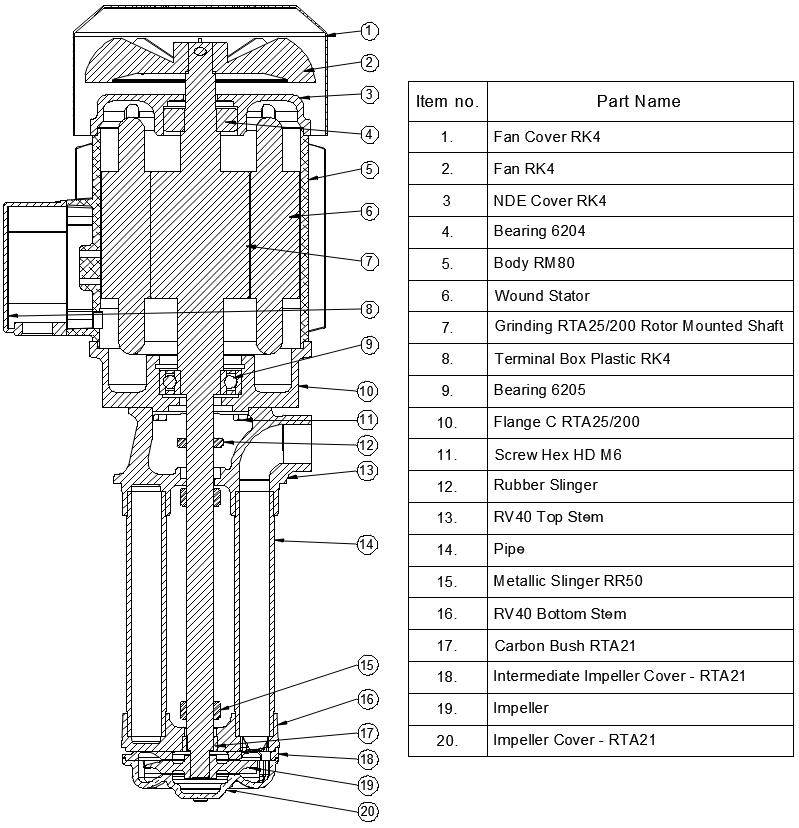 1
2
3
4
5
6
7
8
9
10
11
12
13
14
15
16
17
18
19
20
Item no. Part Name
1. Fan Cover RK4
2. Fan RK4
3 NDE Cover RK4
4. Bearing 6204
5. Body RM80
6. Wound Stator
7. Grinding RTA25/200 Rotor Mounted Shaft
8. Terminal Box Plastic RK4
9. Bearing 6205
10. Flange C RTA25/200
11. Screw Hex HD M6
12. Rubber Slinger
13. RV40 Top Stem
14. Pipe
15. Metallic Slinger RR50
16. RV40 Bottom Stem
17. Carbon Bush RTA21
18. Intermediate Impeller Cover - RTA21
19. Impeller
20. Impeller Cover - RTA21